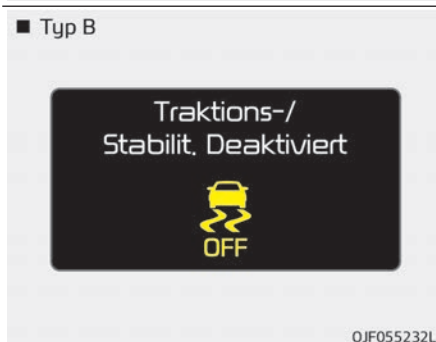 ■ Typ B
Traktions-/
Stabilit. Deaktiviert
OFF
OJF055232L